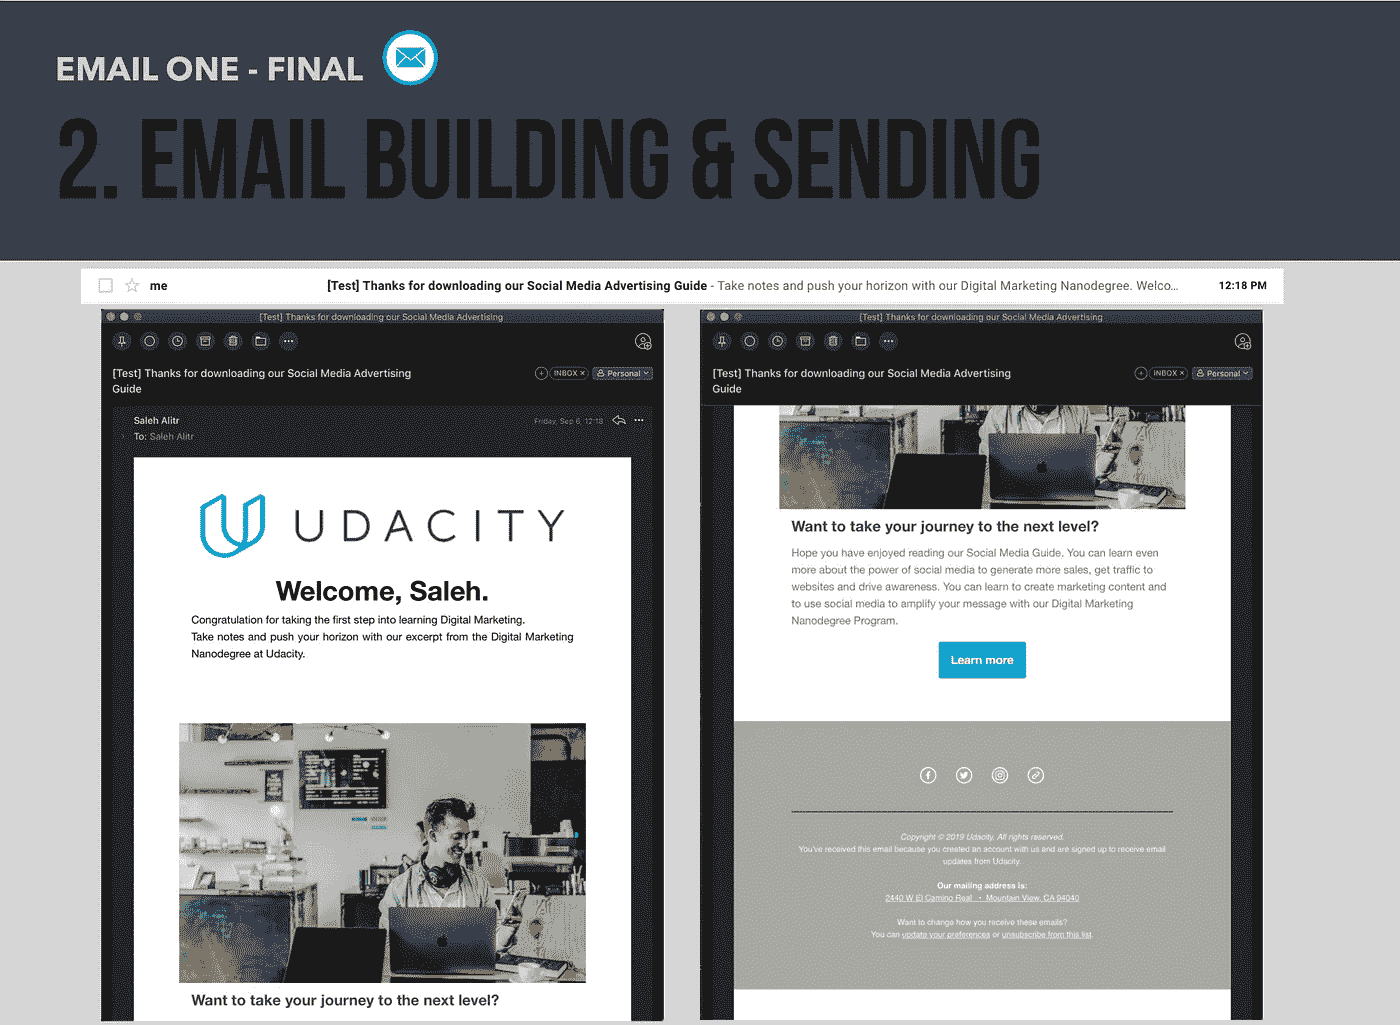 EMAIL ONE - FINAL
2. EMAIL BUILDING & SENDING
me [Test] Thanks for downloading our Social Media Advertising Guide - Take notes and push your horizon with our Digital Marketing Nanodegree. Welco... 12:18 PM
[Test] Thanks for downloading our Social Media Advertising
[Test] Thanks for downloading our Social Media Advertising
Guide
INBOX × Personal
Saleh Alitr
Friday, Sep 6, 12:18
To: Saleh Alitr
UDACITY
Welcome, Saleh.
Congratulation for taking the first step into learning Digital Marketing.
Take notes and push your horizon with our excerpt from the Digital Marketing
Nanodegree at Udacity.
Want to take your journey to the next level?
[Test] Thanks for downloading our Social Media Advertising
[Test] Thanks for downloading our Social Media Advertising
Guide
INBOX × Personal
Want to take your journey to the next level?
Hope you have enjoyed reading our Social Media Guide. You can learn even
more about the power of social media to generate more sales, get traffic to
websites and drive awareness. You can learn to create marketing content and
to use social media to amplify your message with our Digital Marketing
Nanodegree Program.
Learn more
Copyright © 2019 Udacity, All rights reserved.
You've received this email because you created an account with us and are signed up to receive email
updates from Udacity.
Our mailing address is:
2440 W El Camino Real • Mountain View, CA 94040
Want to change how you receive these emails?
You can update your preferences or unsubscribe from this list.